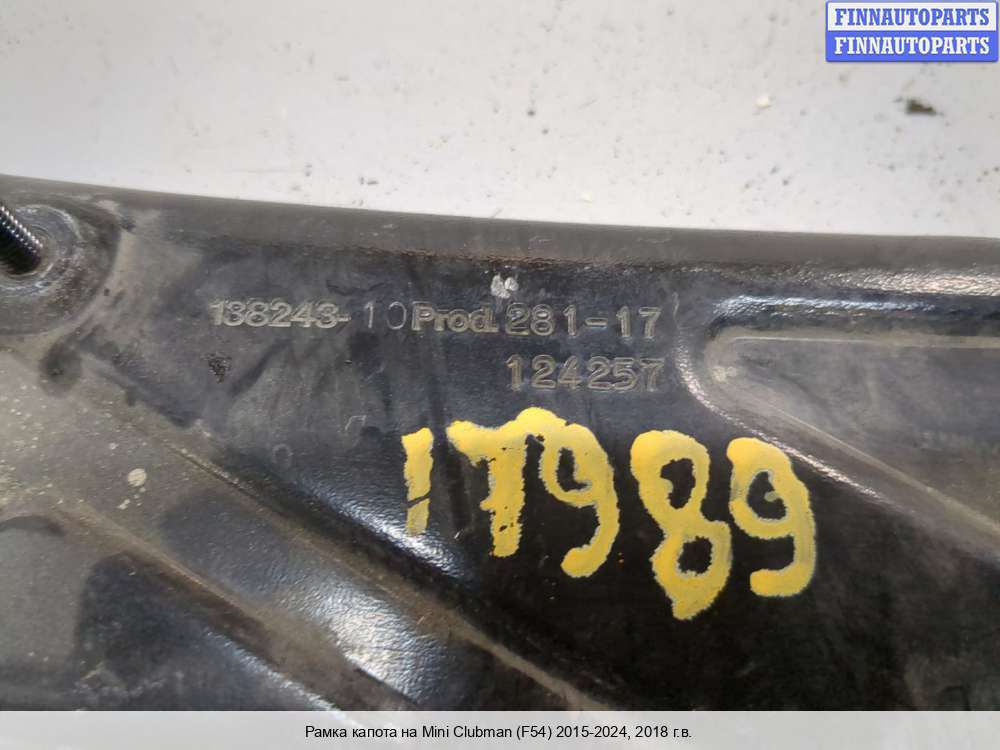 FINNAUTOPARTS
FINNAUTOPARTS
138243-10 Prod. 281-17
124257
17989
Рамка капота на Mini Clubman (F54) 2015-2024, 2018 г.в.